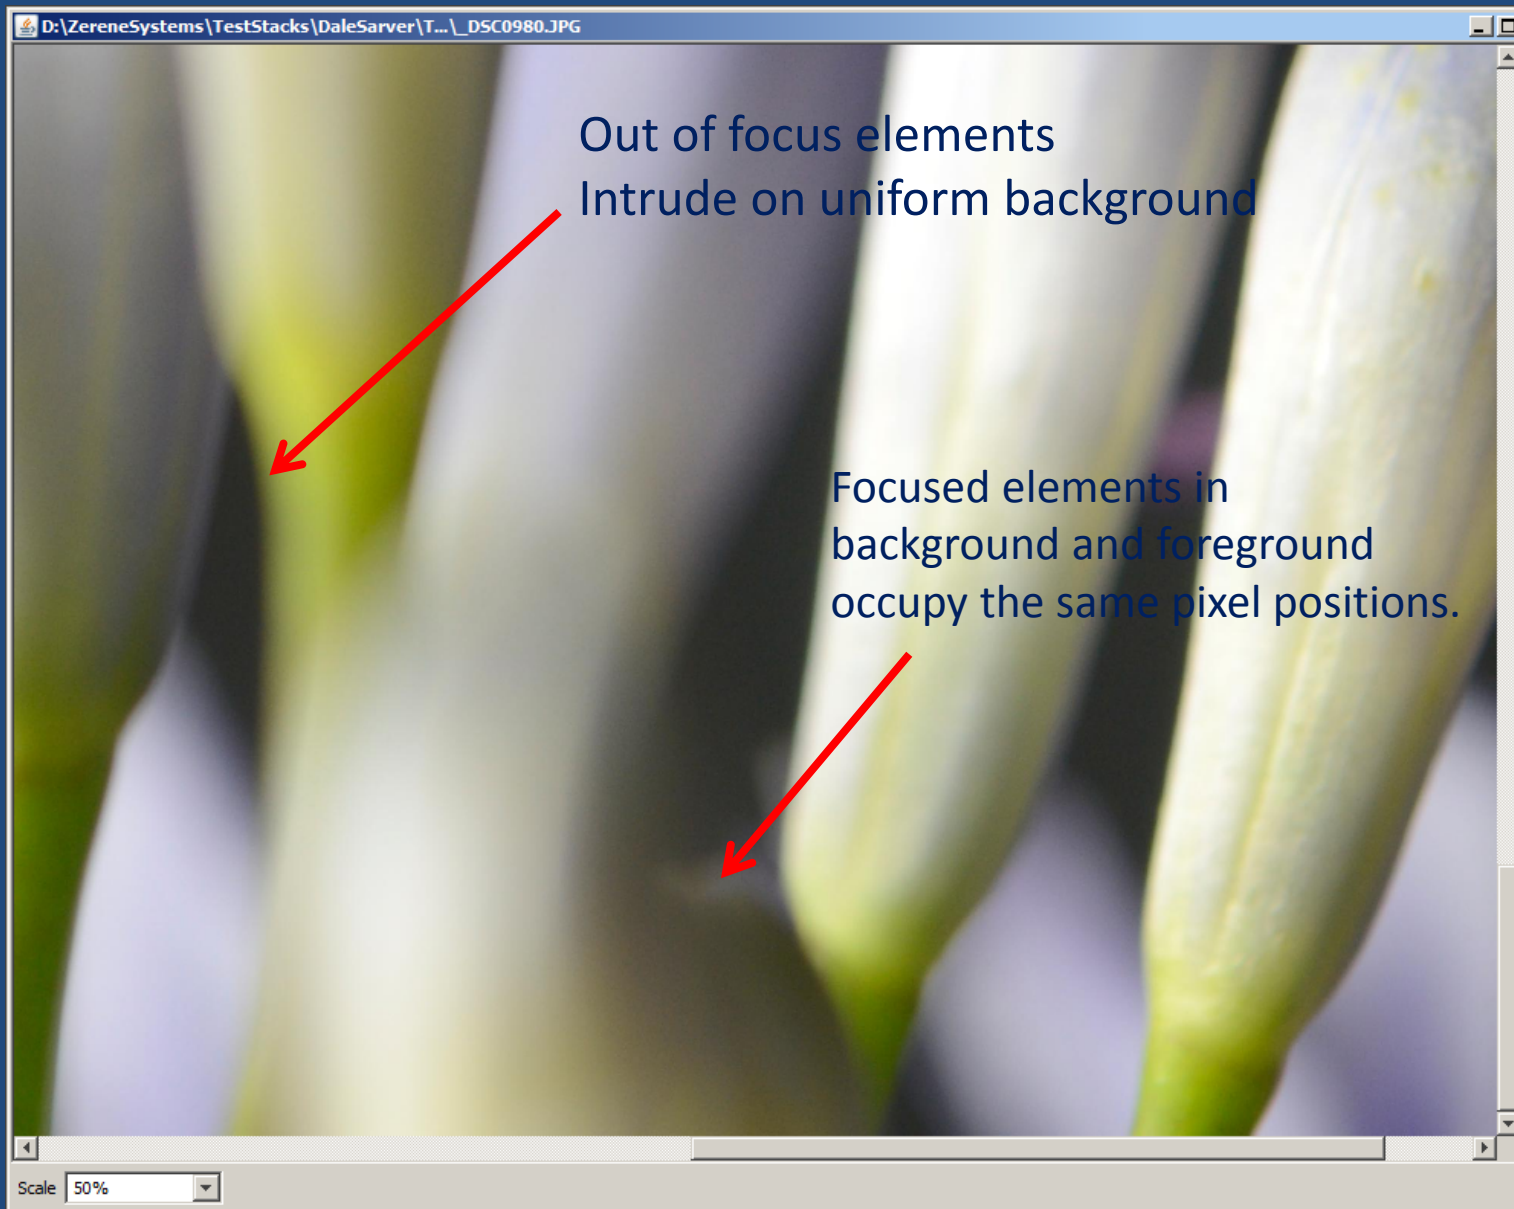 D:\ZereneSystems\TestStacks\DaleSarver\T...\_DSC0980.JPG
Out of focus elements
Intrude on uniform background
Focused elements in
background and foreground
occupy the same pixel positions.
Scale 50%